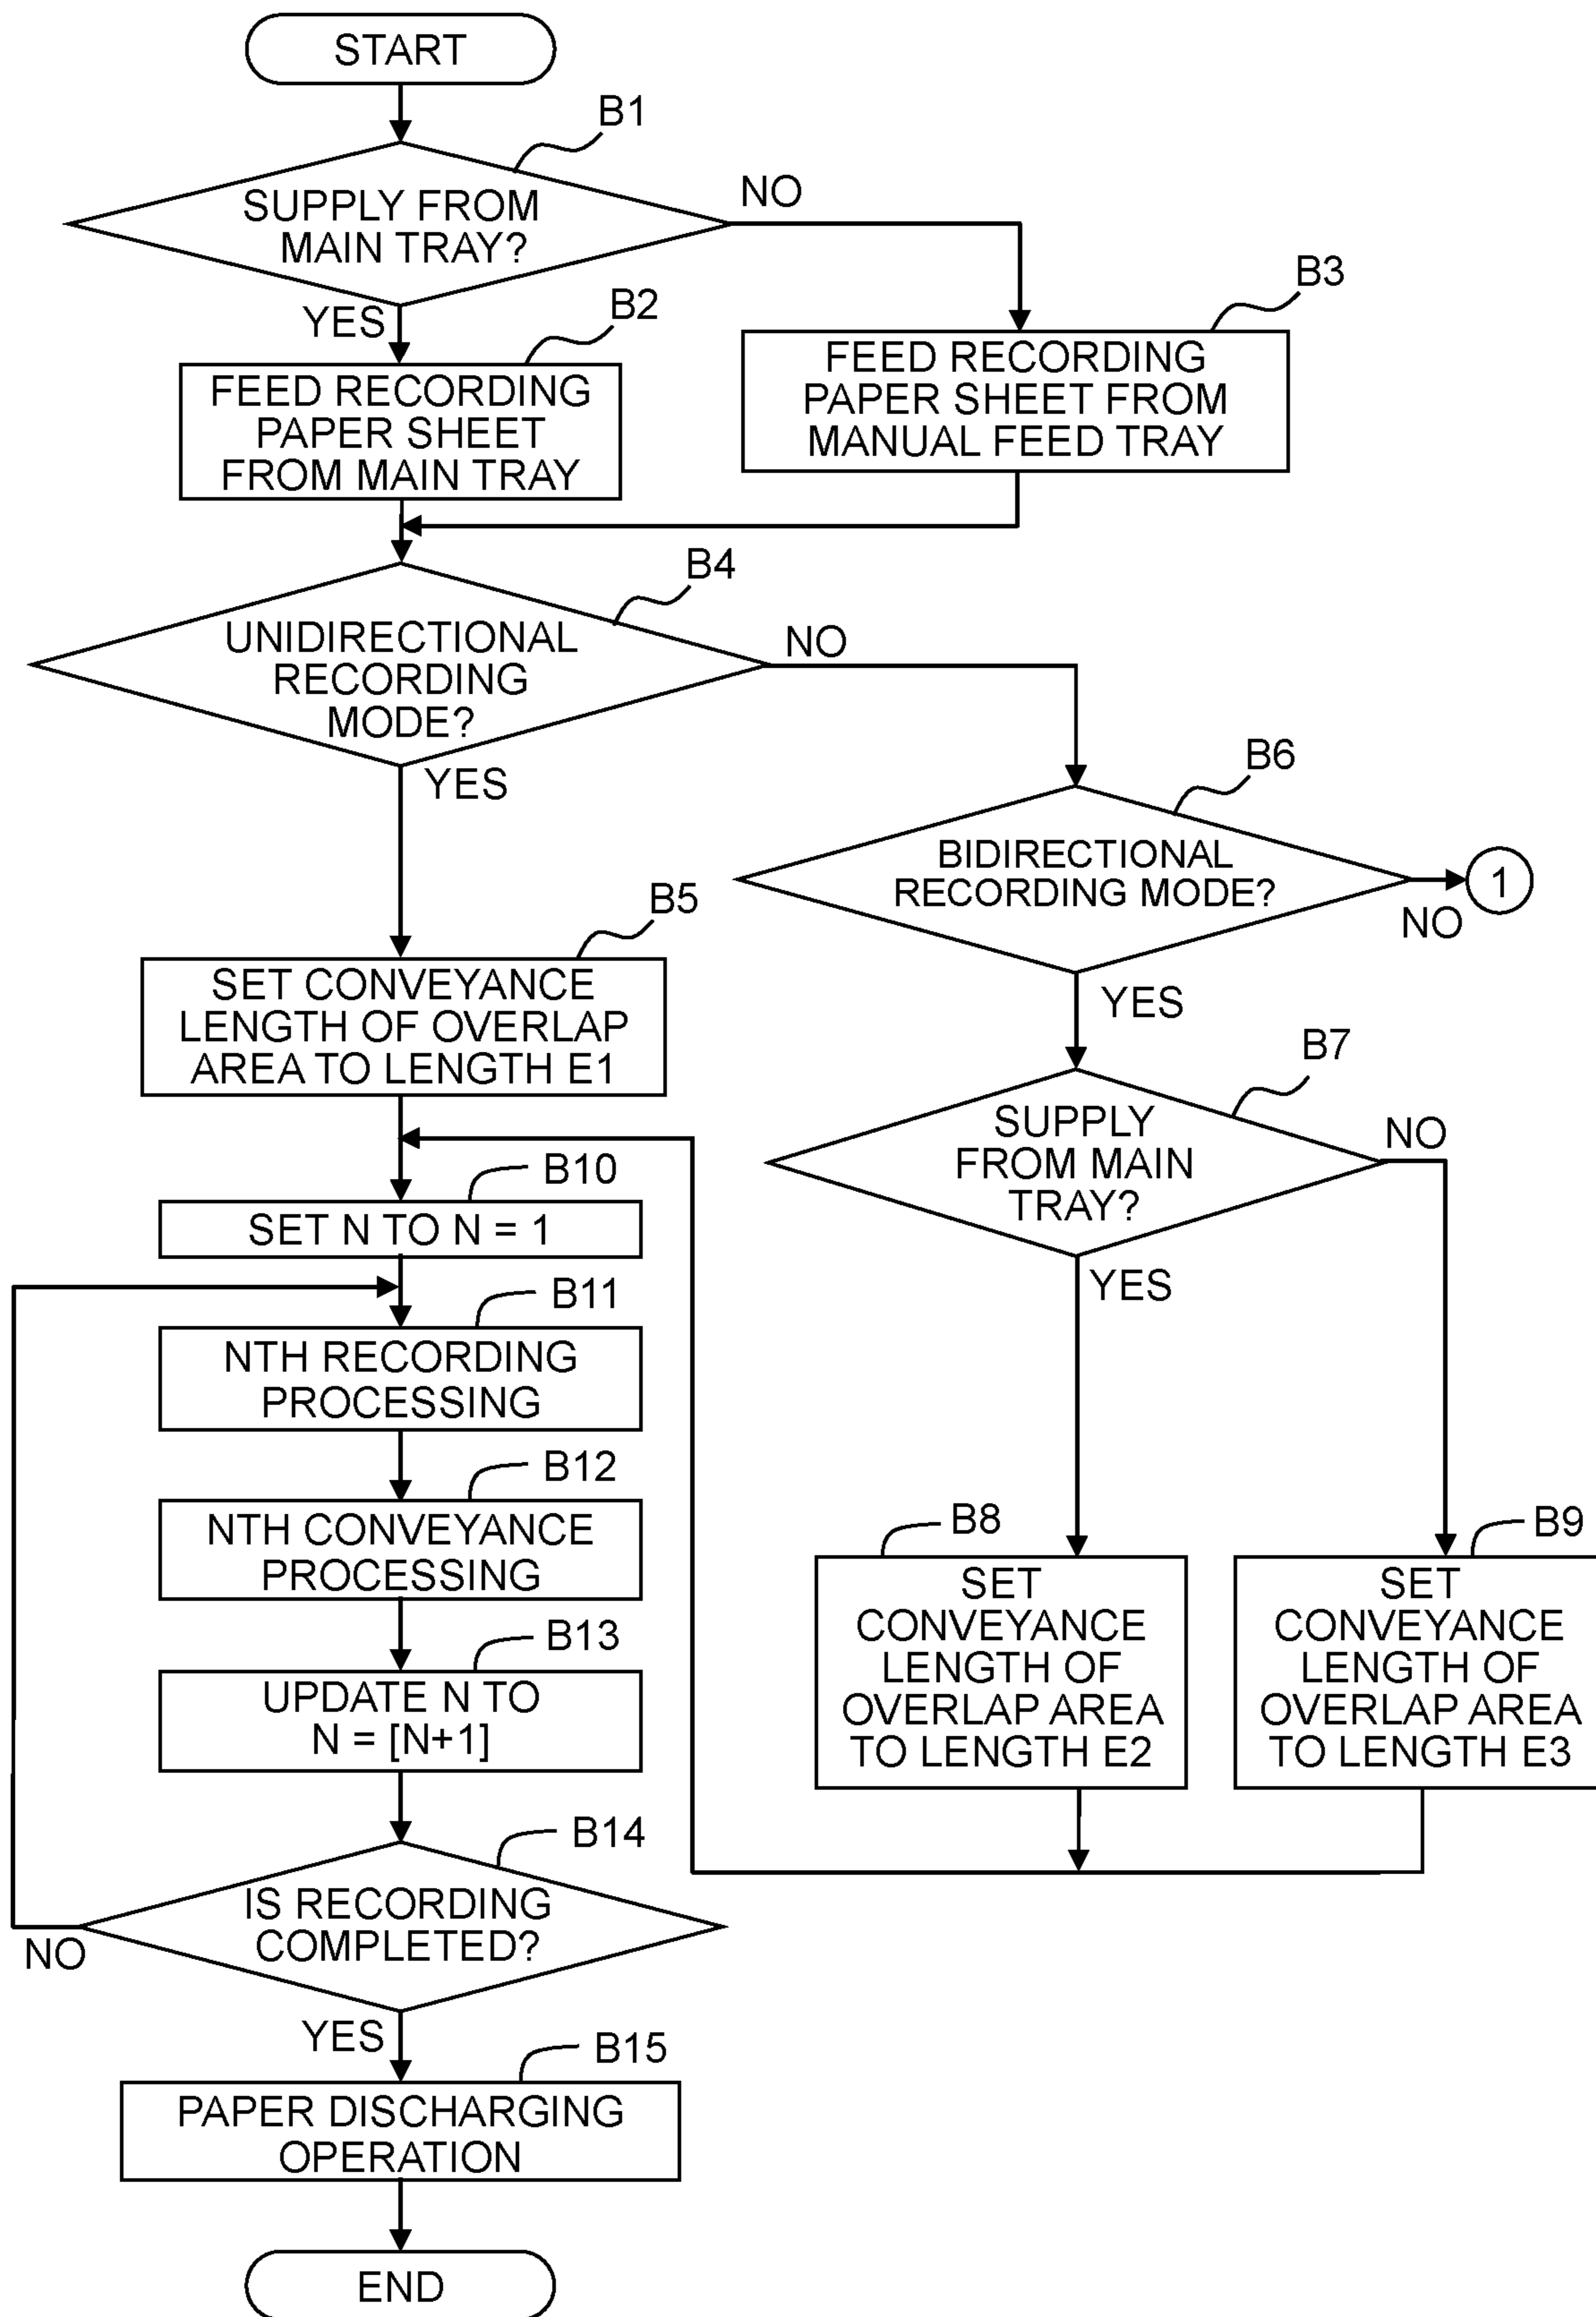 START
B1
SUPPLY FROM
MAIN TRAY?
NO
YES
B2
FEED RECORDING
PAPER SHEET
FROM MAIN TRAY
B3
FEED RECORDING
PAPER SHEET FROM
MANUAL FEED TRAY
B4
UNIDIRECTIONAL
RECORDING
MODE?
NO
YES
B6
BIDIRECTIONAL
RECORDING MODE?
1
NO
YES
B5
SET CONVEYANCE
LENGTH OF OVERLAP
AREA TO LENGTH E1
B7
SUPPLY
FROM MAIN
TRAY?
NO
YES
B10
SET N TO N = 1
B11
NTH RECORDING
PROCESSING
B12
NTH CONVEYANCE
PROCESSING
B8
SET
CONVEYANCE
LENGTH OF
OVERLAP AREA
TO LENGTH E2
B9
SET
CONVEYANCE
LENGTH OF
OVERLAP AREA
TO LENGTH E3
B13
UPDATE N TO
N = [N+1]
B14
IS RECORDING
COMPLETED?
NO
YES
B15
PAPER DISCHARGING
OPERATION
END